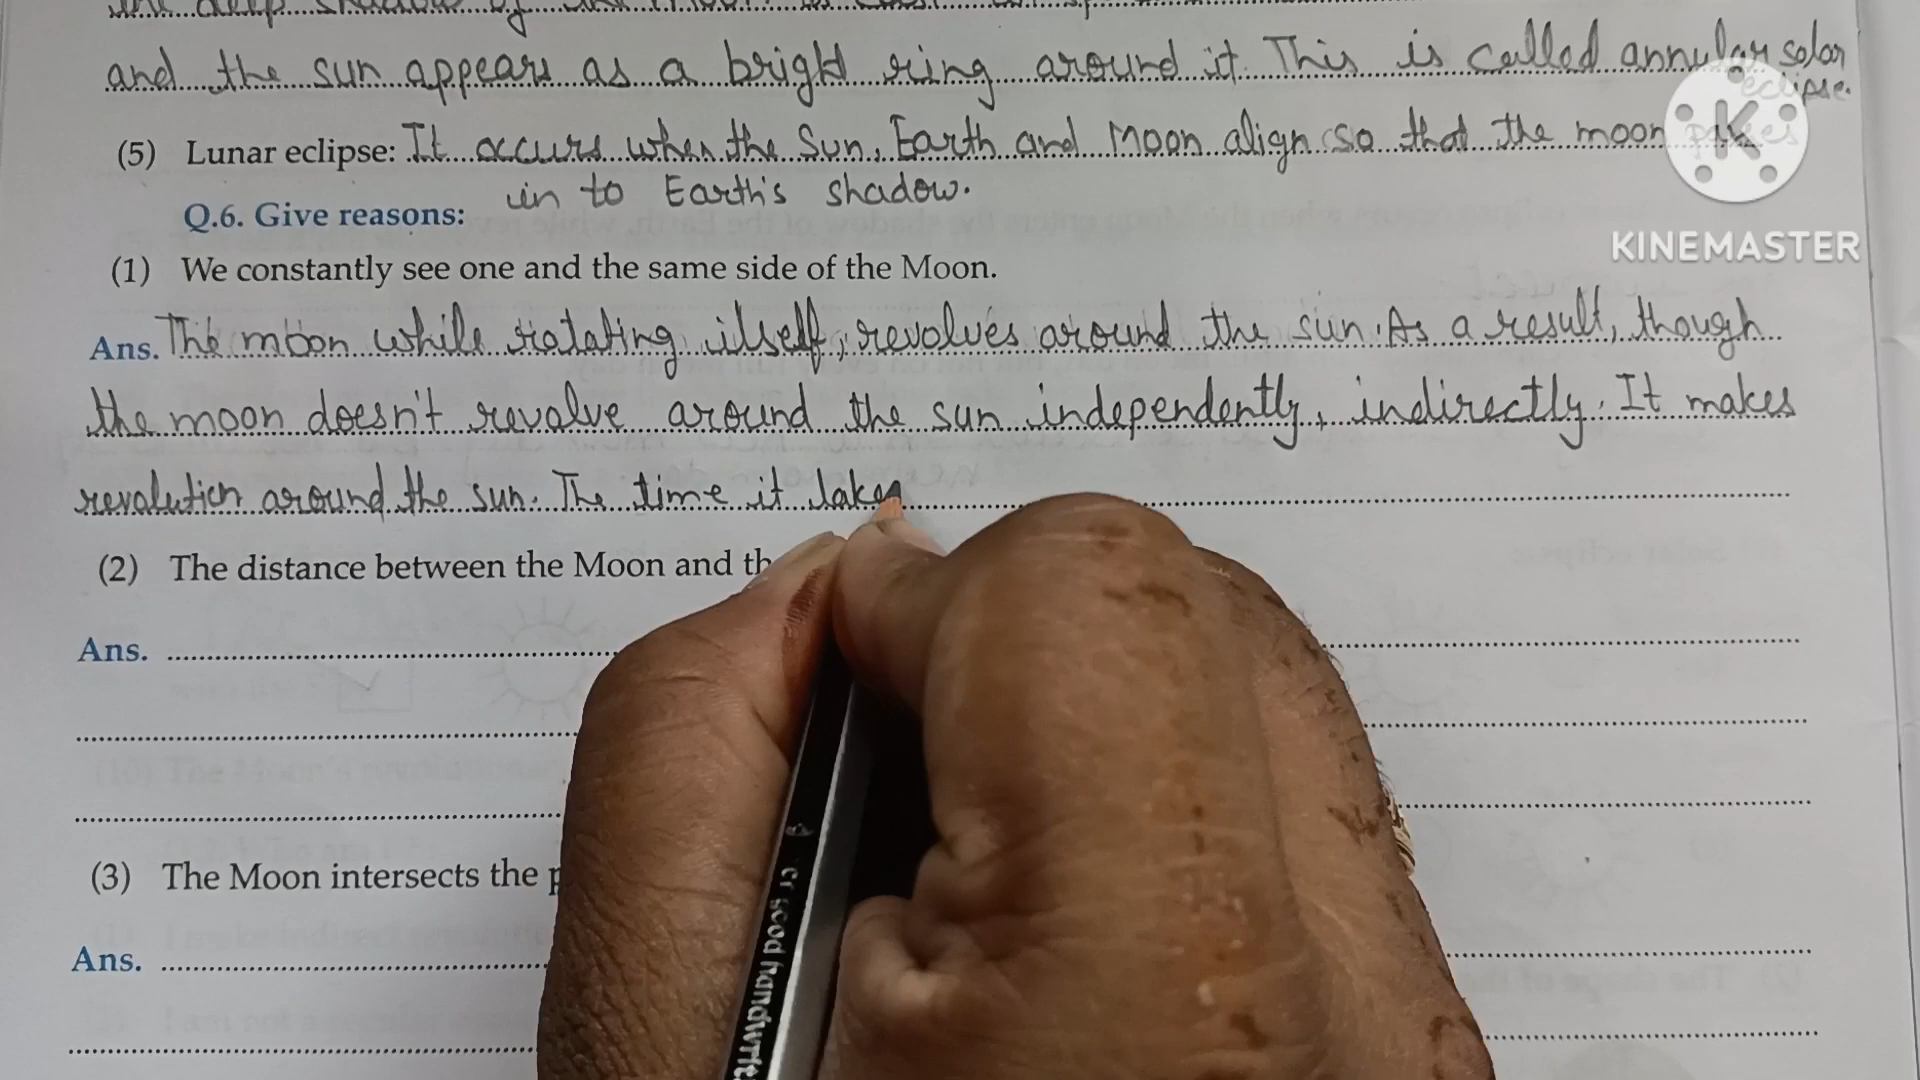 and the sun appears as a bright ring around it. This is called annular solar
eclipse.
(5) Lunar eclipse: It occurs when the Sun, Earth and Moon align so that the moon passes
in to Earth's shadow.
Q.6. Give reasons:
KINEMASTER
(1) We constantly see one and the same side of the Moon.
Ans. The moon while rotating itself, revolves around the sun. As a result, though
the moon doesn't revolve around the sun independently, indirectly. It makes
revolution around the sun. The time it takes
(2) The distance between the Moon and th
Ans.
(3) The Moon intersects the p
Ans.